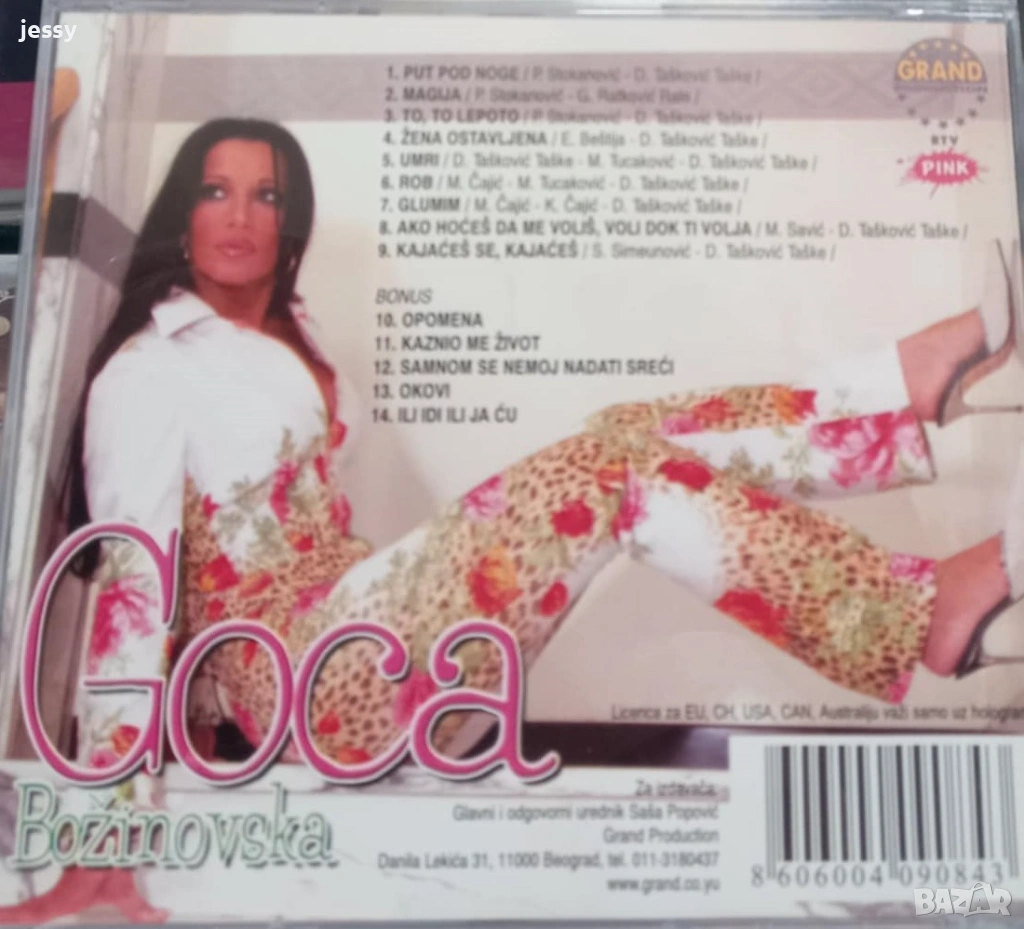 jessy
1. PUT POD NOGE / P. Stokanović - D. Tašković Taške /
2. MAGIJA / P. Stokanović - G. Ratković Rale /
3. TO, TO LEPOTO / P. Stokanović - D. Tašković Taške /
4. ŽENA OSTAVLJENA / E. Beštija - D. Tašković Taške /
5. UMRI / D. Tašković Taške - M. Tucaković - D. Tašković Taške /
6. ROB / M. Čajić - M. Tucaković - D. Tašković Taške /
7. GLUMIM / M. Čajić - K. Čajić - D. Tašković Taške /
8. AKO HOĆEŠ DA ME VOLIŠ, VOLI DOK TI VOLJA / M. Savić - D. Tašković Taške /
9. KAJAĆEŠ SE, KAJAĆEŠ / S. Simeunović - D. Tašković Taške /
GRAND
RTV
PINK
BONUS
10. OPOMENA
11. KAZNIO ME ŽIVOT
12. SAMNOM SE NEMOJ NADATI SREĆI
13. OKOVI
14. ILI IDI ILI JA ĆU
Goca
Božinovska
Licenca za EU, CH, USA, CAN, Australiju važi samo uz hologram
Za izdavača:
Glavni i odgovorni urednik Saša Popović
Grand Production
Danila Lekića 31, 11000 Beograd, tel. 011-3180437
www.grand.co.yu
8 606004 090843
BAZAR